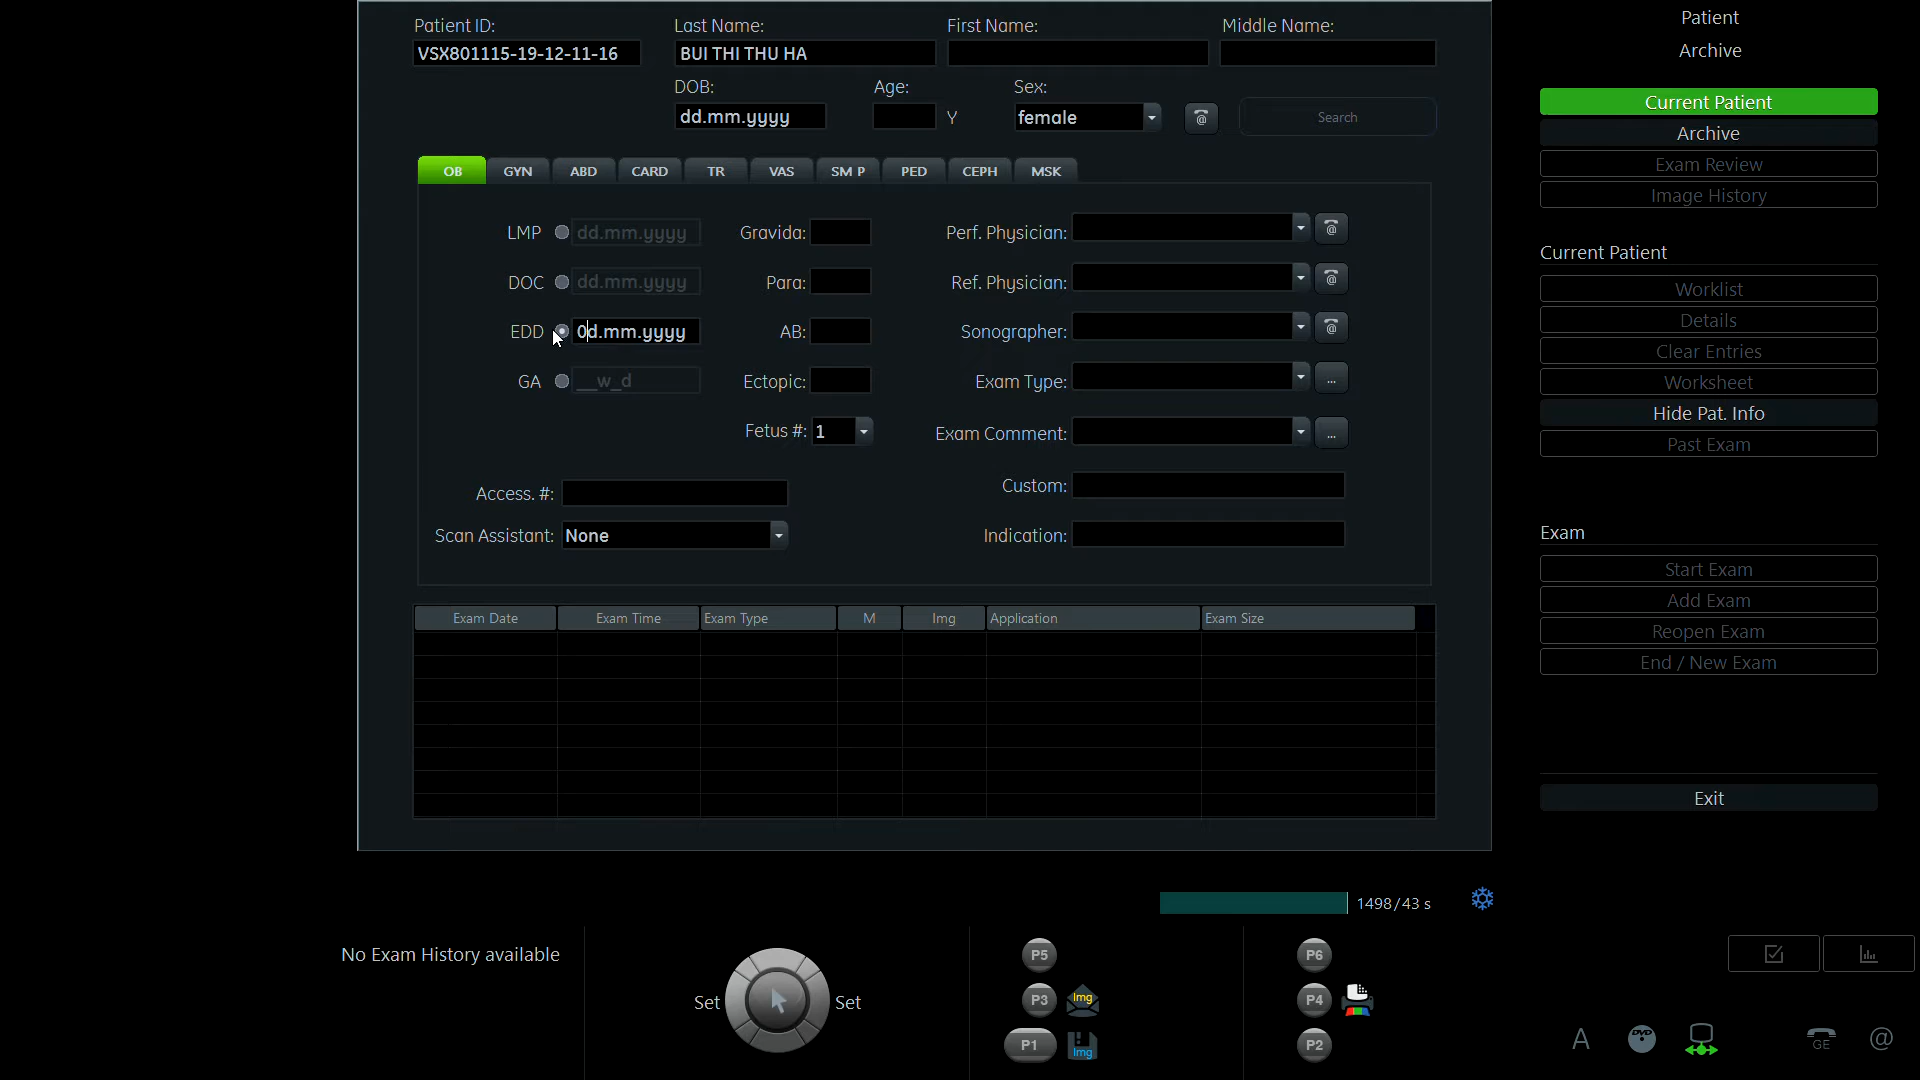 Patient ID: Last Name: First Name: Middle Name:
VSX801115-19-12-11-16 BUI THI THU HA
DOB: Age: Sex:
dd.mm.yyyy Y female @ Search
OB GYN ABD CARD TR VAS SM P PED CEPH MSK
LMP dd.mm.yyyy Gravida: Perf. Physician: @
DOC dd.mm.yyyy Para: Ref. Physician: @
EDD 0d.mm.yyyy AB: Sonographer: @
GA __w_d Ectopic: Exam Type: ...
Fetus #: 1 Exam Comment: ...
Access. #: Custom:
Scan Assistant: None Indication:
Exam Date Exam Time Exam Type M Img Application Exam Size
Patient
Archive
Current Patient
Archive
Exam Review
Image History
Current Patient
Worklist
Details
Clear Entries
Worksheet
Hide Pat. Info
Past Exam
Exam
Start Exam
Add Exam
Reopen Exam
End / New Exam
Exit
1498/43 s
No Exam History available
Set Set
P5 P6
P3 Img P4
P1 Img P2
A DVD GE @